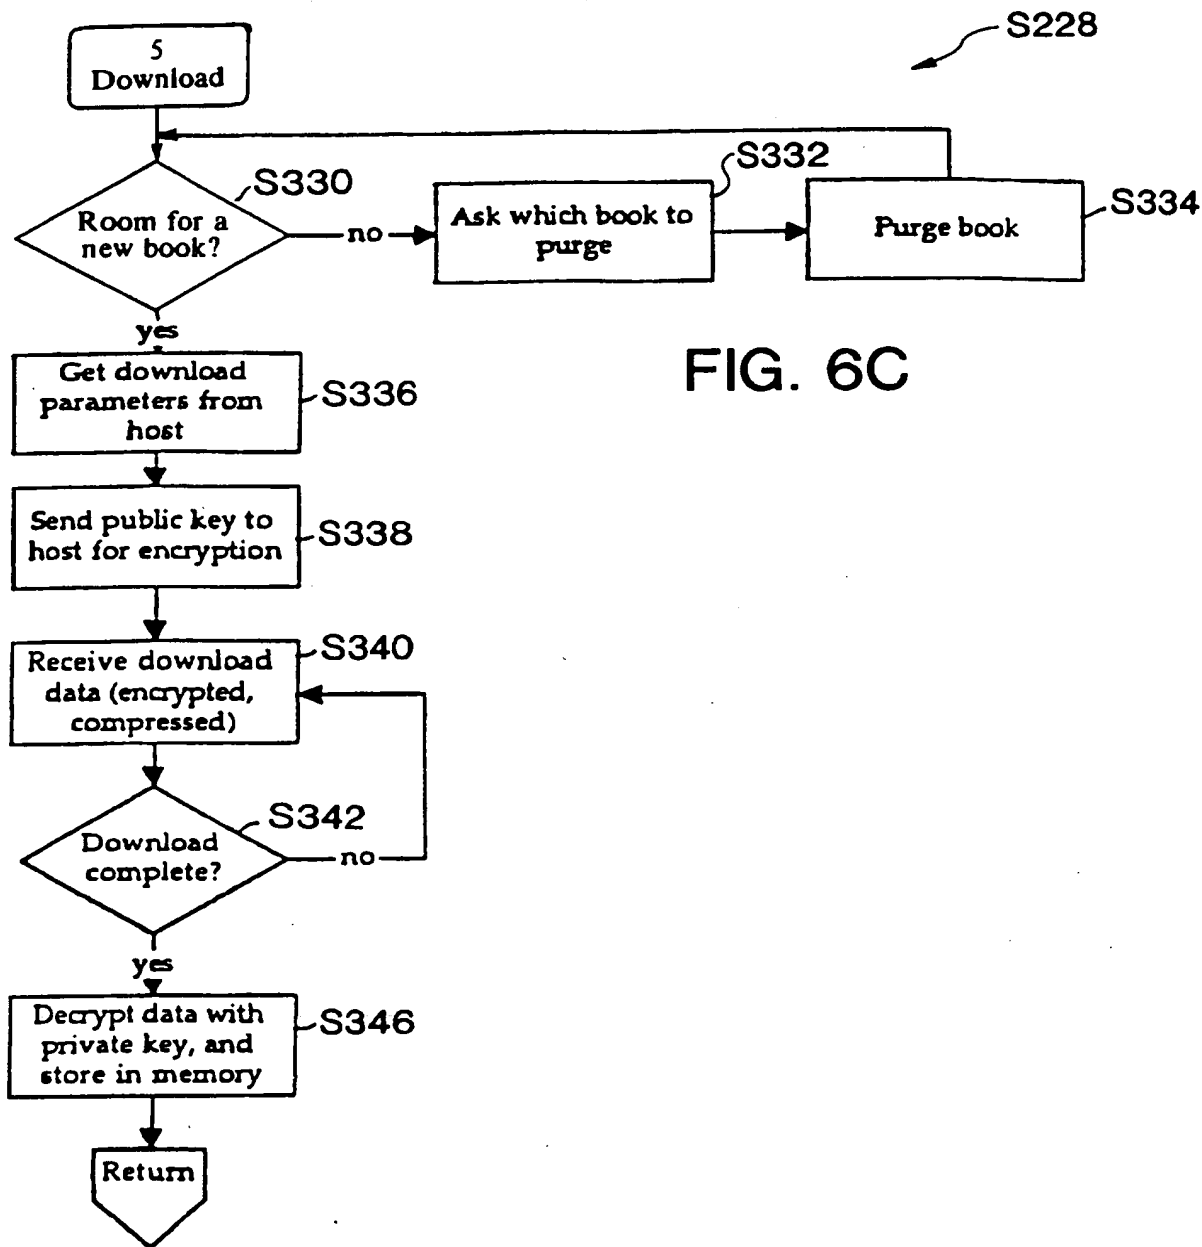 S228
5
Download
S330
Room for a
new book?
no
S332
Ask which book to
purge
S334
Purge book
yes
FIG. 6C
Get download
parameters from
host
S336
Send public key to
host for encryption
S338
S340
Receive download
data (encrypted,
compressed)
S342
Download
complete?
no
yes
Decrypt data with
private key, and
store in memory
S346
Return